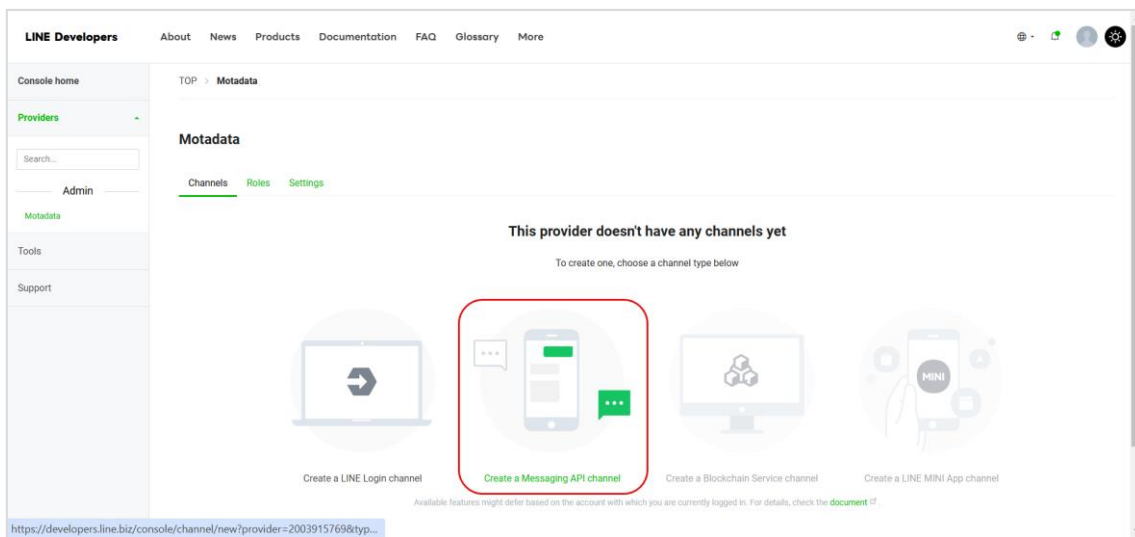 LINE Developers About News Products Documentation FAQ Glossary More
Console home
TOP > Motadata
Providers
Motadata
Search...
Channels Roles Settings
Admin
Motadata
This provider doesn't have any channels yet
Tools
To create one, choose a channel type below
Support
MINI
Create a LINE Login channel Create a Messaging API channel Create a Blockchain Service channel Create a LINE MINI App channel
Available features might defer based on the account with which you are currently logged in. For details, check the document
https://developers.line.biz/console/channel/new?provider=2003915769&typ...